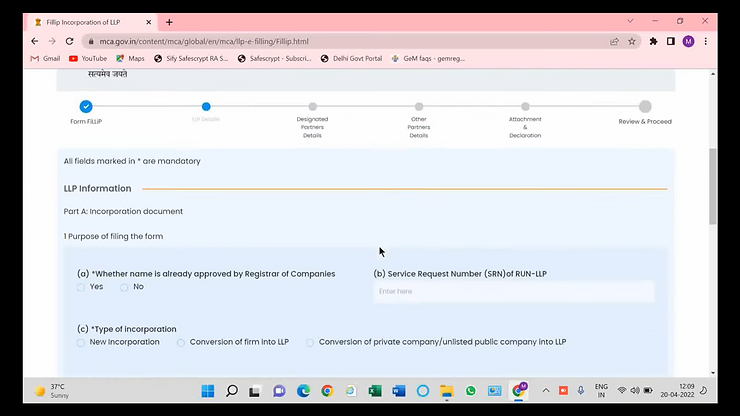 Fillip Incorporation of LLP
mca.gov.in/content/mca/global/en/mca/llp-e-filling/Fillip.html
M
Gmail YouTube Maps Sify Safescrypt RA S... Safescrypt - Subscri... Delhi Govt Portal GeM faqs - gemreg...
सत्यमेव जयते
Form FiLLiP
LLP Details
Designated
Partners
Details
Other
Partners
Details
Attachment
&
Declaration
Review & Proceed
All fields marked in * are mandatory
LLP Information
Part A: Incorporation document
1 Purpose of filing the form
(a) *Whether name is already approved by Registrar of Companies
Yes No
(b) Service Request Number (SRN)of RUN-LLP
Enter here
(c) *Type of Incorporation
New Incorporation Conversion of firm into LLP Conversion of private company/unlisted public company into LLP
37°C
Sunny
ENG
IN
12:09
20-04-2022